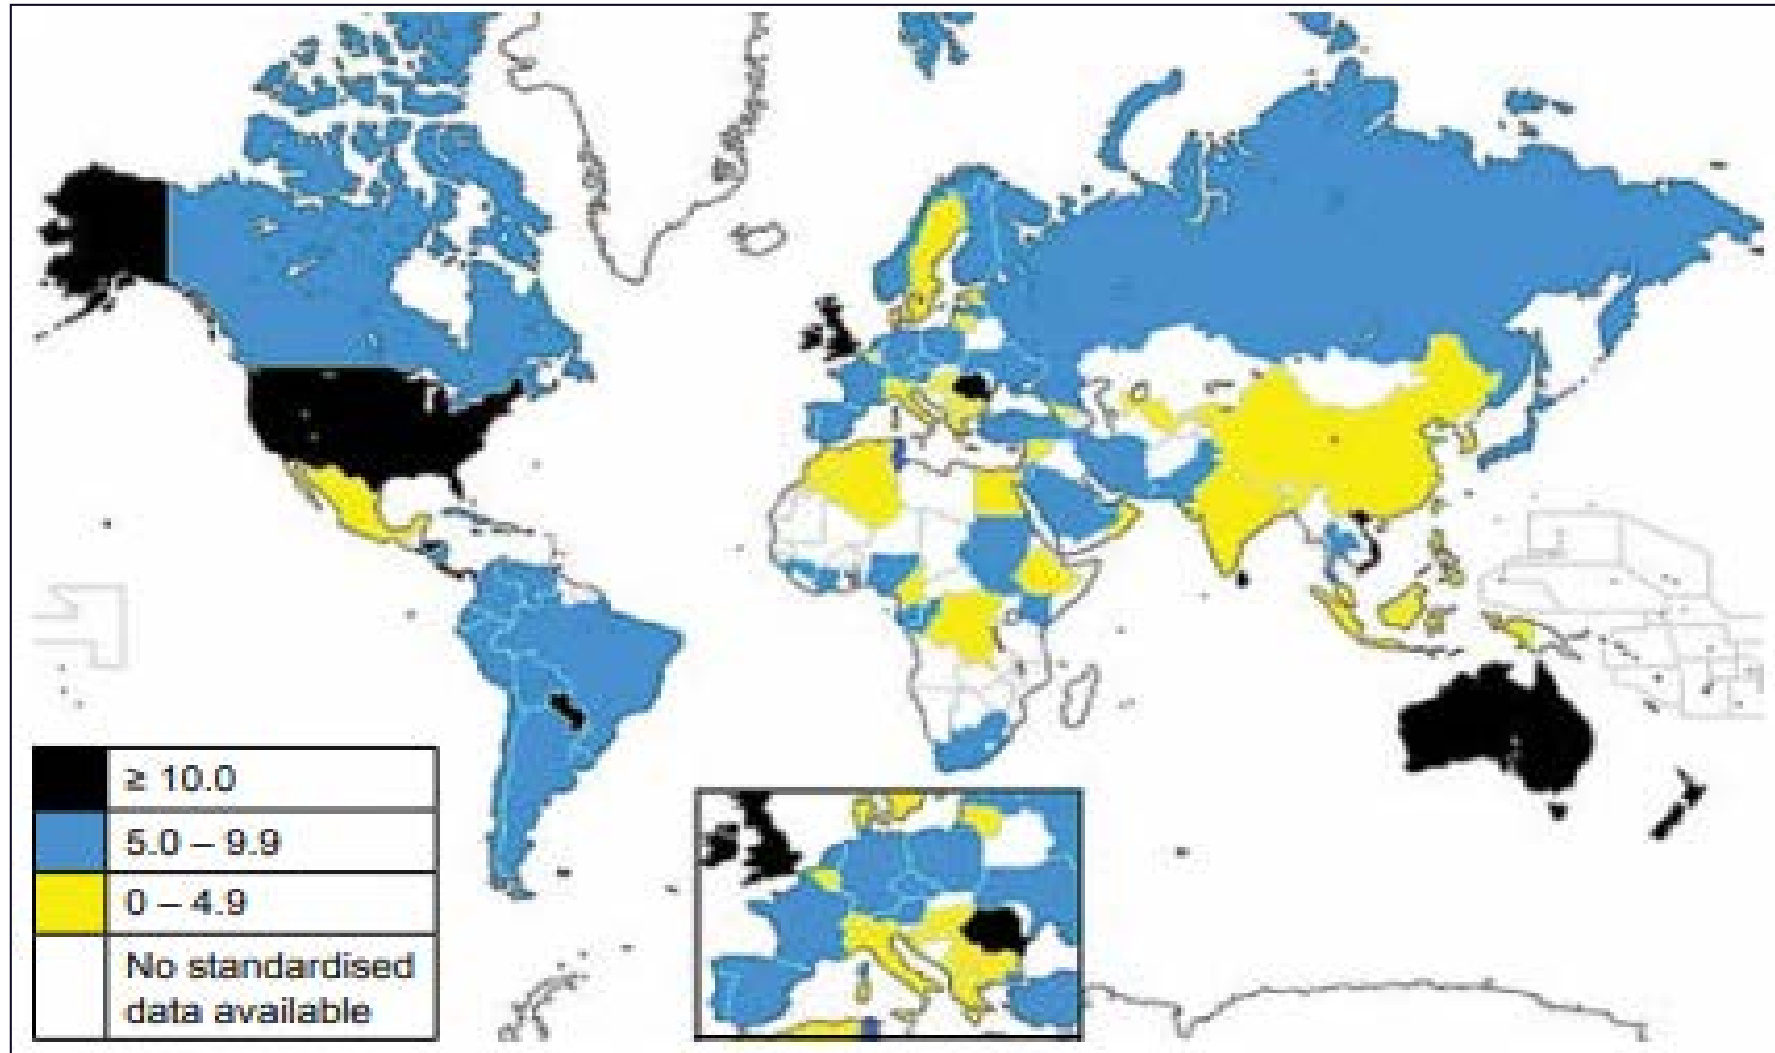 ≥ 10.0
5.0 – 9.9
0 – 4.9
No standardised
data available